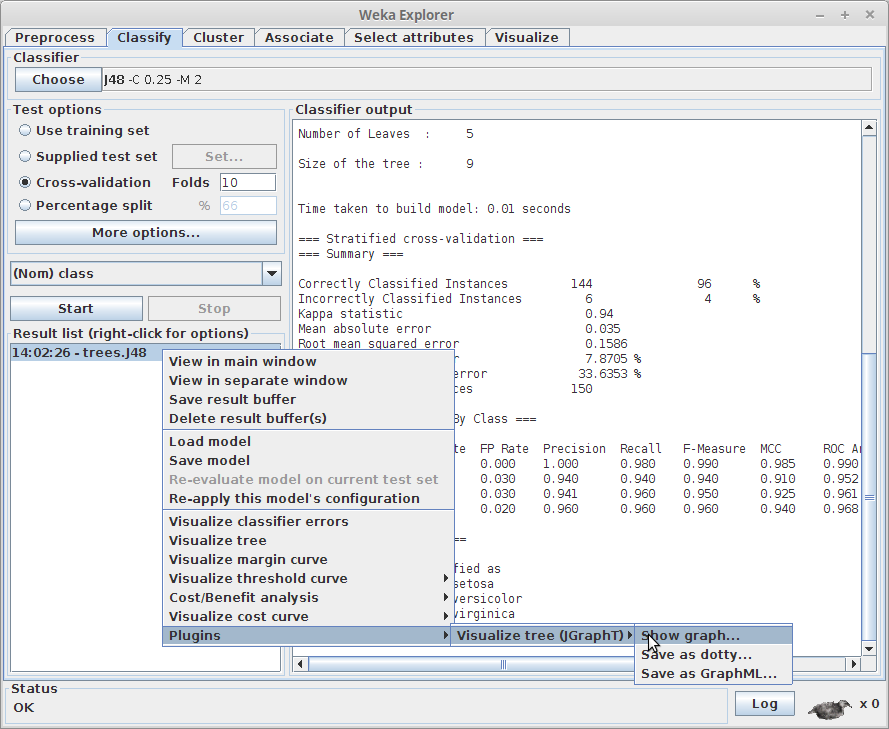 Weka Explorer
Preprocess Classify Cluster Associate Select attributes Visualize
Classifier
Choose J48 -C 0.25 -M 2
Test options
Use training set
Supplied test set Set...
Cross-validation Folds 10
Percentage split % 66
More options...
(Nom) class
Start Stop
Result list (right-click for options)
14:02:26 - trees.J48
View in main window
View in separate window
Save result buffer
Delete result buffer(s)
Load model
Save model
Re-evaluate model on current test set
Re-apply this model's configuration
Visualize classifier errors
Visualize tree
Visualize margin curve
Visualize threshold curve
Cost/Benefit analysis
Visualize cost curve
Plugins
Visualize tree (JGraphT)
Show graph...
Save as dotty...
Save as GraphML...
Classifier output
Number of Leaves : 5
Size of the tree : 9
Time taken to build model: 0.01 seconds
=== Stratified cross-validation ===
=== Summary ===
Correctly Classified Instances 144 96 %
Incorrectly Classified Instances 6 4 %
Kappa statistic 0.94
Mean absolute error 0.035
Root mean squared error 0.1586
r 7.8705 %
error 33.6353 %
ces 150
By Class ===
te FP Rate Precision Recall F-Measure MCC ROC Ar
0.000 1.000 0.980 0.990 0.985 0.990
0.030 0.940 0.940 0.940 0.910 0.952
0.030 0.941 0.960 0.950 0.925 0.961
0.020 0.960 0.960 0.960 0.940 0.968
==
fied as
setosa
versicolor
virginica
Status
OK
Log
x 0